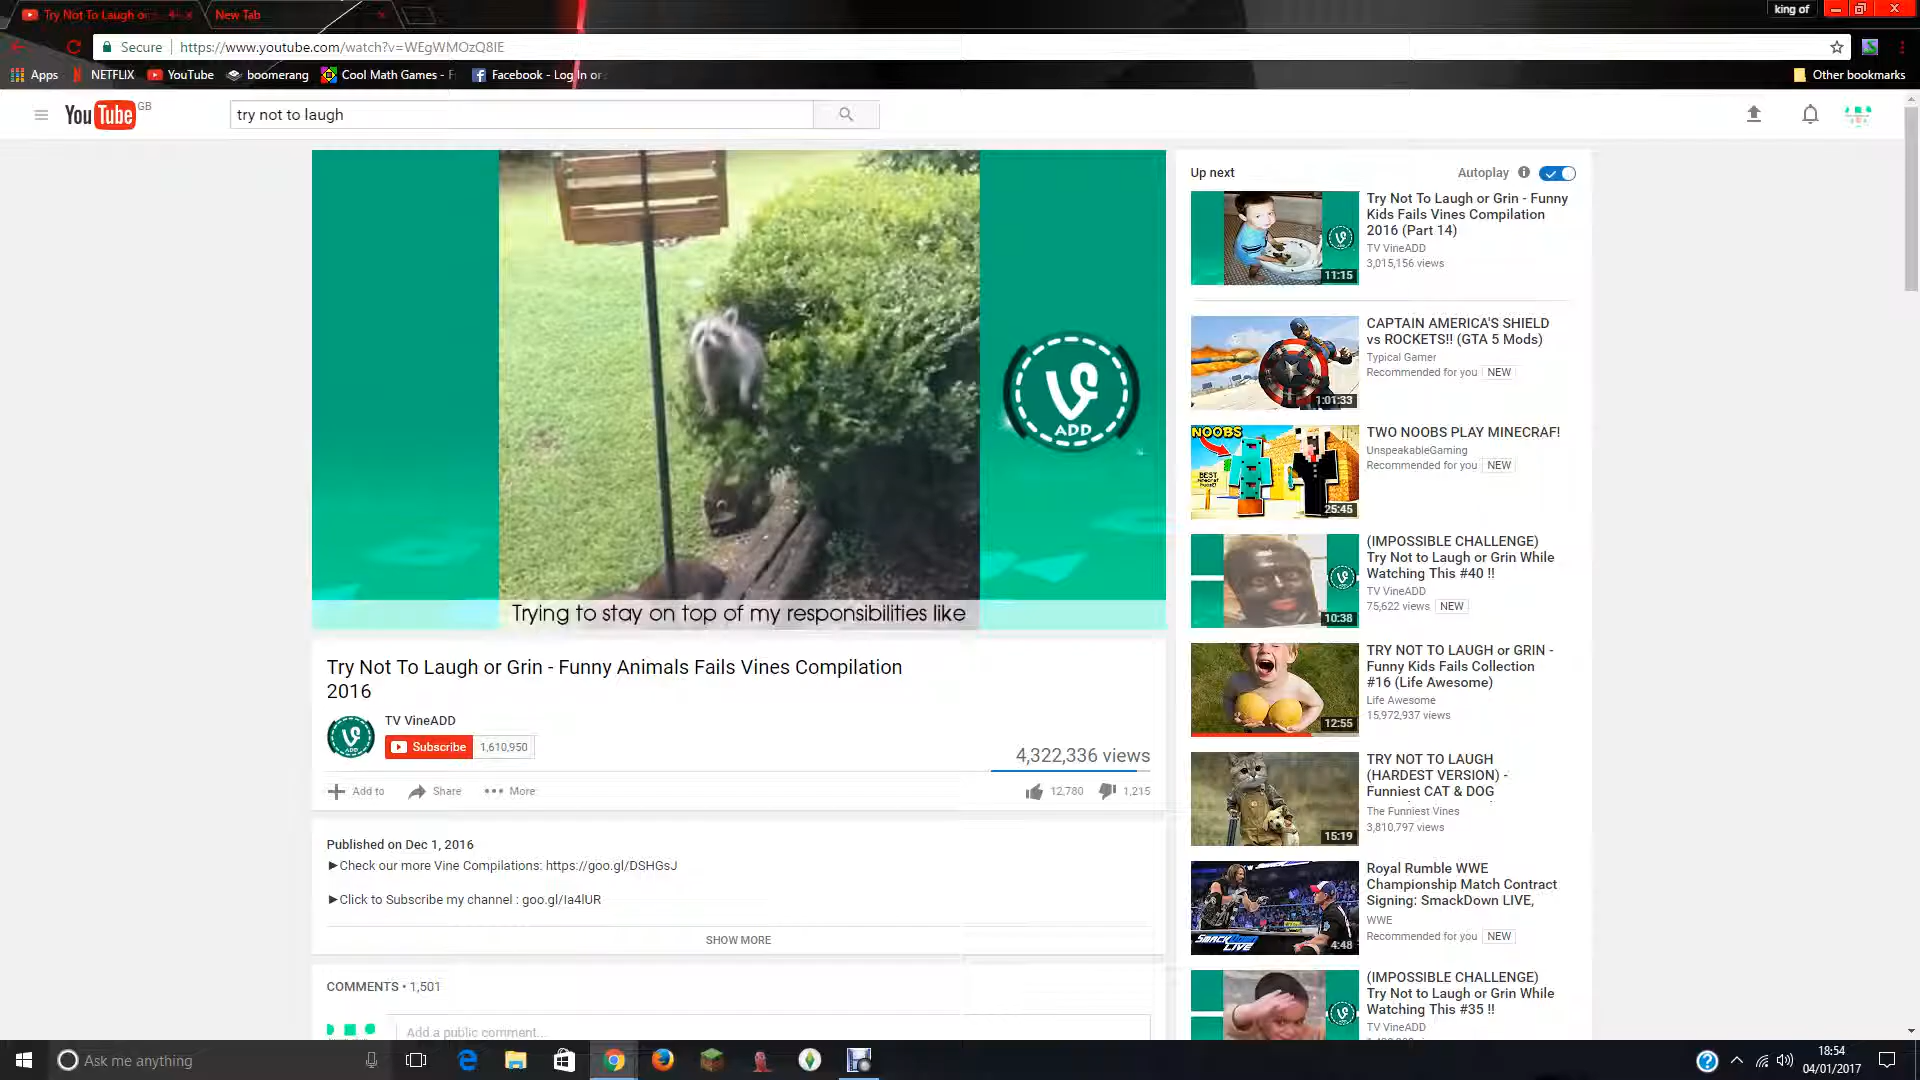 Try Not To Laugh or
New Tab
king of
Secure
https://www.youtube.com/watch?v=WEgWMOzQ8lE
Apps
NETFLIX
YouTube
boomerang
Cool Math Games - F
Facebook - Log In or
Other bookmarks
YouTube GB
try not to laugh
ADD
Trying to stay on top of my responsibilities like
Try Not To Laugh or Grin - Funny Animals Fails Vines Compilation
2016
TV VineADD
Subscribe
1,610,950
4,322,336 views
Add to
Share
More
12,780
1,215
Published on Dec 1, 2016
►Check our more Vine Compilations: https://goo.gl/DSHGsJ
►Click to Subscribe my channel : goo.gl/Ia4lUR
SHOW MORE
COMMENTS • 1,501
Add a public comment...
Up next
Autoplay
11:15
Try Not To Laugh or Grin - Funny
Kids Fails Vines Compilation
2016 (Part 14)
TV VineADD
3,015,156 views
1:01:33
CAPTAIN AMERICA'S SHIELD
vs ROCKETS!! (GTA 5 Mods)
Typical Gamer
Recommended for you NEW
NOOBS
BEST
25:45
TWO NOOBS PLAY MINECRAF!
UnspeakableGaming
Recommended for you NEW
10:38
(IMPOSSIBLE CHALLENGE)
Try Not to Laugh or Grin While
Watching This #40 !!
TV VineADD
75,622 views NEW
12:55
TRY NOT TO LAUGH or GRIN -
Funny Kids Fails Collection
#16 (Life Awesome)
Life Awesome
15,972,937 views
15:19
TRY NOT TO LAUGH
(HARDEST VERSION) -
Funniest CAT & DOG
The Funniest Vines
3,810,797 views
SMACKDOWN
LIVE
4:48
Royal Rumble WWE
Championship Match Contract
Signing: SmackDown LIVE,
WWE
Recommended for you NEW
(IMPOSSIBLE CHALLENGE)
Try Not to Laugh or Grin While
Watching This #35 !!
TV VineADD
Ask me anything
18:54
04/01/2017